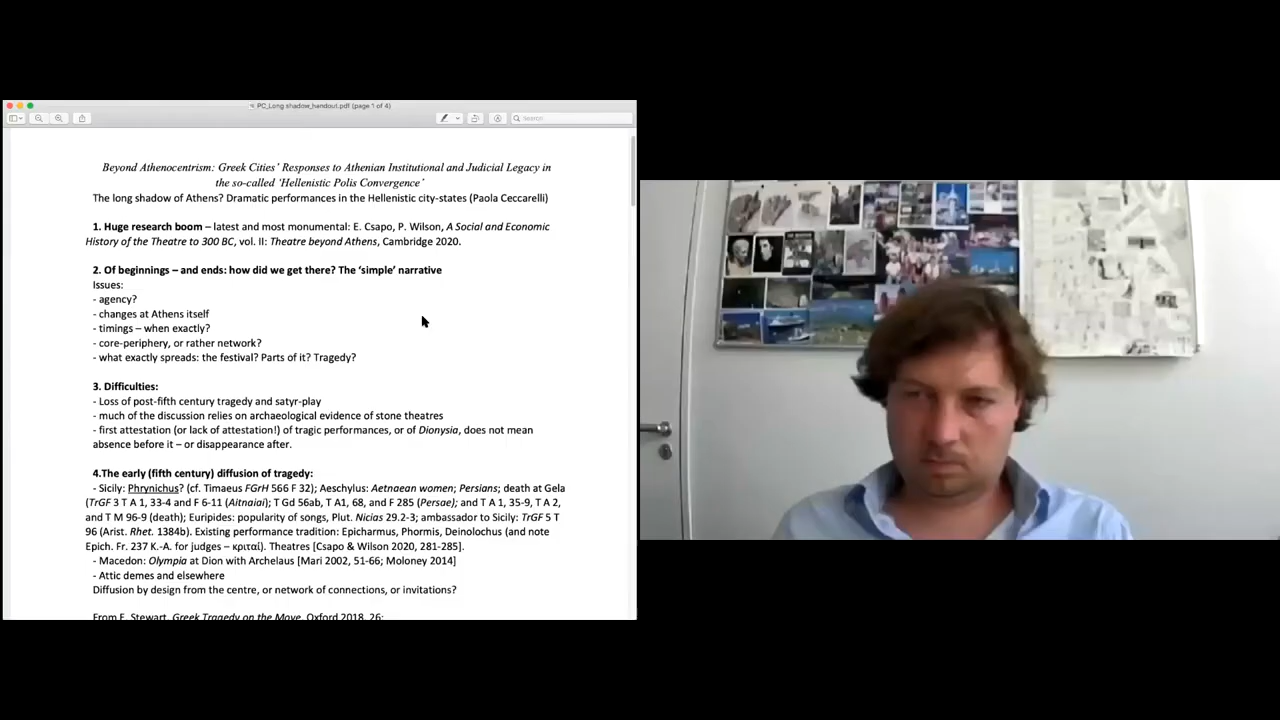 PC_Long shadow_handout.pdf (page 1 of 4)
Search
Beyond Athenocentrism: Greek Cities' Responses to Athenian Institutional and Judicial Legacy in
the so-called 'Hellenistic Polis Convergence'
The long shadow of Athens? Dramatic performances in the Hellenistic city-states (Paola Ceccarelli)
1. Huge research boom – latest and most monumental: E. Csapo, P. Wilson, A Social and Economic
History of the Theatre to 300 BC, vol. II: Theatre beyond Athens, Cambridge 2020.
2. Of beginnings – and ends: how did we get there? The 'simple' narrative
Issues:
- agency?
- changes at Athens itself
- timings – when exactly?
- core-periphery, or rather network?
- what exactly spreads: the festival? Parts of it? Tragedy?
3. Difficulties:
- Loss of post-fifth century tragedy and satyr-play
- much of the discussion relies on archaeological evidence of stone theatres
- first attestation (or lack of attestation!) of tragic performances, or of Dionysia, does not mean
absence before it – or disappearance after.
4.The early (fifth century) diffusion of tragedy:
- Sicily: Phrynichus? (cf. Timaeus FGrH 566 F 32); Aeschylus: Aetnaean women; Persians; death at Gela
(TrGF 3 T A 1, 33-4 and F 6-11 (Aitnaiai); T Gd 56ab, T A1, 68, and F 285 (Persae); and T A 1, 35-9, T A 2,
and T M 96-9 (death); Euripides: popularity of songs, Plut. Nicias 29.2-3; ambassador to Sicily: TrGF 5 T
96 (Arist. Rhet. 1384b). Existing performance tradition: Epicharmus, Phormis, Deinolochus (and note
Epich. Fr. 237 K.-A. for judges – κριταί). Theatres [Csapo & Wilson 2020, 281-285].
- Macedon: Olympia at Dion with Archelaus [Mari 2002, 51-66; Moloney 2014]
- Attic demes and elsewhere
Diffusion by design from the centre, or network of connections, or invitations?
From E. Stewart, Greek Tragedy on the Move, Oxford 2018, 26: